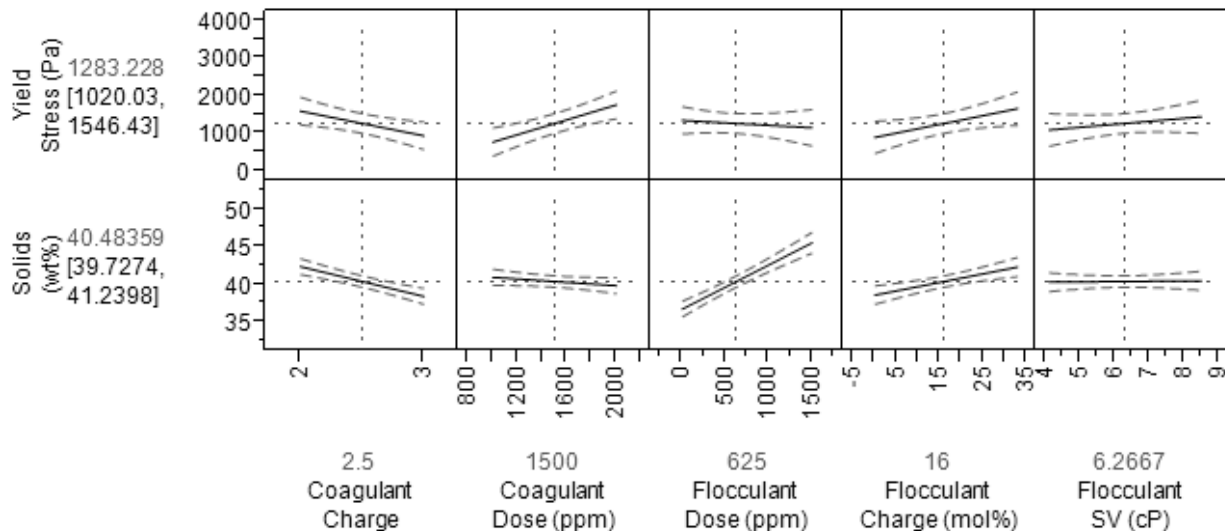 Yield
Stress (Pa)
1283.228
[1020.03,
1546.43]
4000
3000
2000
1000
0
Solids
(wt%)
40.48359
[39.7274,
41.2398]
50
45
40
35
2
3
800
1200
1600
2000
0
500
1000
1500
-5
5
15
25
35
4
5
6
7
8
9
2.5
Coagulant
Charge
1500
Coagulant
Dose (ppm)
625
Flocculant
Dose (ppm)
16
Flocculant
Charge (mol%)
6.2667
Flocculant
SV (cP)